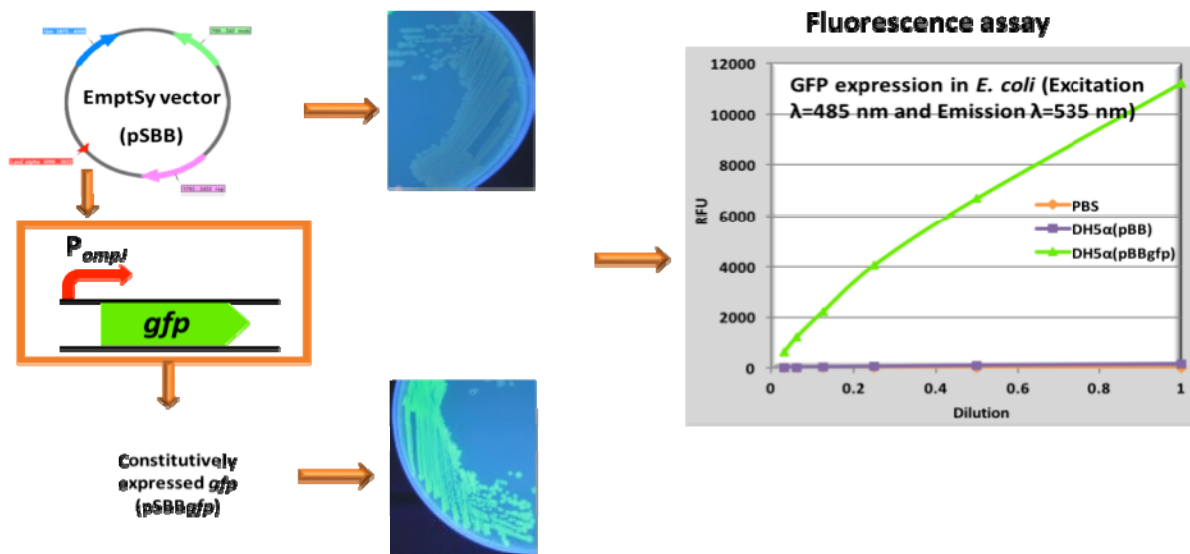 EmptSy vector
(pSBB)
P ompI
gfp
Constitutively
expressed gfp
(pSBBgfp)
Fluorescence assay
GFP expression in E. coli (Excitation
λ=485 nm and Emission λ=535 nm)
12000
10000
8000
6000
4000
2000
0
RFU
0
0.2
0.4
0.6
0.8
1
Dilution
PBS
DH5α(pBB)
DH5α(pBBgfp)